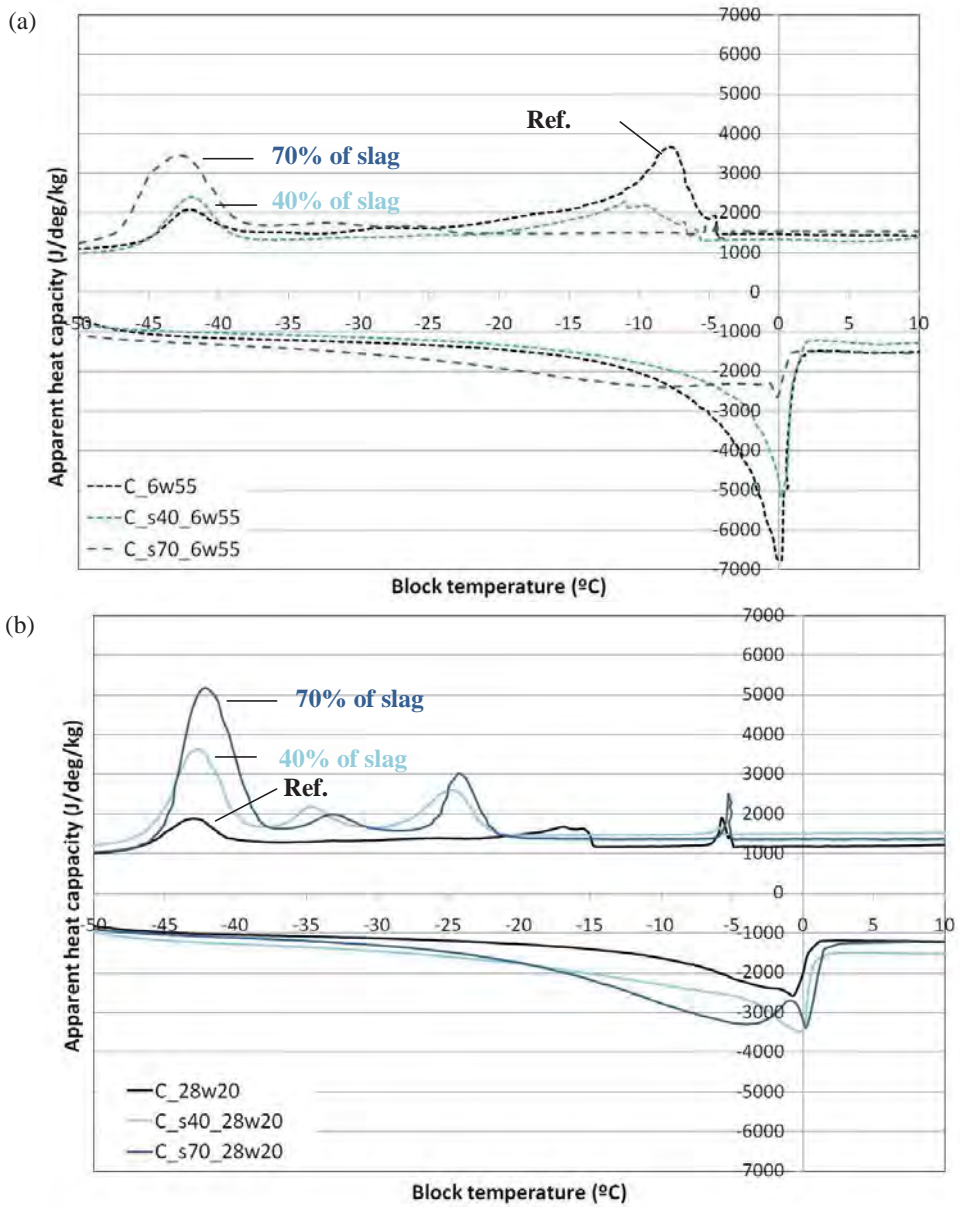 (a)
7000
6000
5000
4000
3000
2000
1000
0
-1000
-2000
-3000
-4000
-5000
-6000
-7000
-50 -45 -40 -35 -30 -25 -20 -15 -10 -5 0 5 10
Ref.
70% of slag
40% of slag
Apparent heat capacity (J/deg/kg)
C_6w55
C_s40_6w55
C_s70_6w55
Block temperature (ºC)
(b)
7000
6000
5000
4000
3000
2000
1000
0
-1000
-2000
-3000
-4000
-5000
-6000
-7000
-50 -40 -35 -30 -25 -20 -15 -10 -5 0 5 10
70% of slag
40% of slag
Ref.
Apparent heat cappacity (J/deg/kg)
C_28w20
C_s40_28w20
C_s70_28w20
Block temperature (ºC)